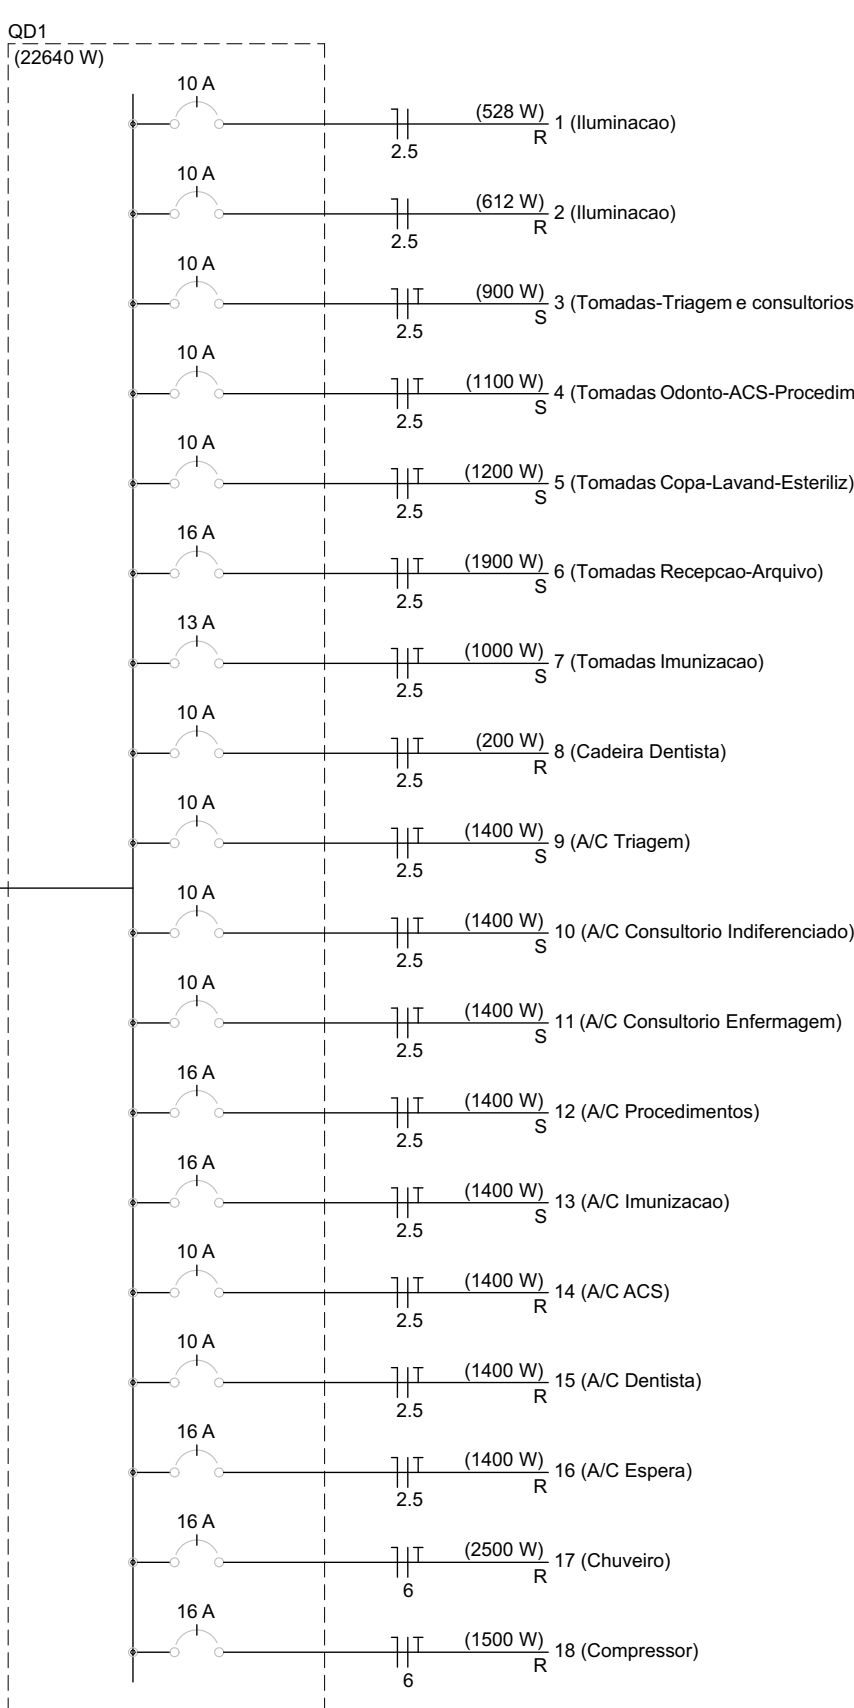 QD1
(22640 W)
10 A
(528 W)
1 (Iluminacao)
R
2.5
10 A
(612 W)
2 (Iluminacao)
R
2.5
10 A
(900 W)
3 (Tomadas-Triagem e consultorios
S
2.5
10 A
(1100 W)
4 (Tomadas Odonto-ACS-Procedim
S
2.5
10 A
(1200 W)
5 (Tomadas Copa-Lavand-Esteriliz)
S
2.5
16 A
(1900 W)
6 (Tomadas Recepcao-Arquivo)
S
2.5
13 A
(1000 W)
7 (Tomadas Imunizacao)
S
2.5
10 A
(200 W)
8 (Cadeira Dentista)
R
2.5
10 A
(1400 W)
9 (A/C Triagem)
S
2.5
10 A
(1400 W)
10 (A/C Consultorio Indiferenciado)
S
2.5
10 A
(1400 W)
11 (A/C Consultorio Enfermagem)
S
2.5
16 A
(1400 W)
12 (A/C Procedimentos)
S
2.5
16 A
(1400 W)
13 (A/C Imunizacao)
S
2.5
10 A
(1400 W)
14 (A/C ACS)
R
2.5
10 A
(1400 W)
15 (A/C Dentista)
R
2.5
16 A
(1400 W)
16 (A/C Espera)
R
2.5
16 A
(2500 W)
17 (Chuveiro)
R
6
16 A
(1500 W)
18 (Compressor)
R
6